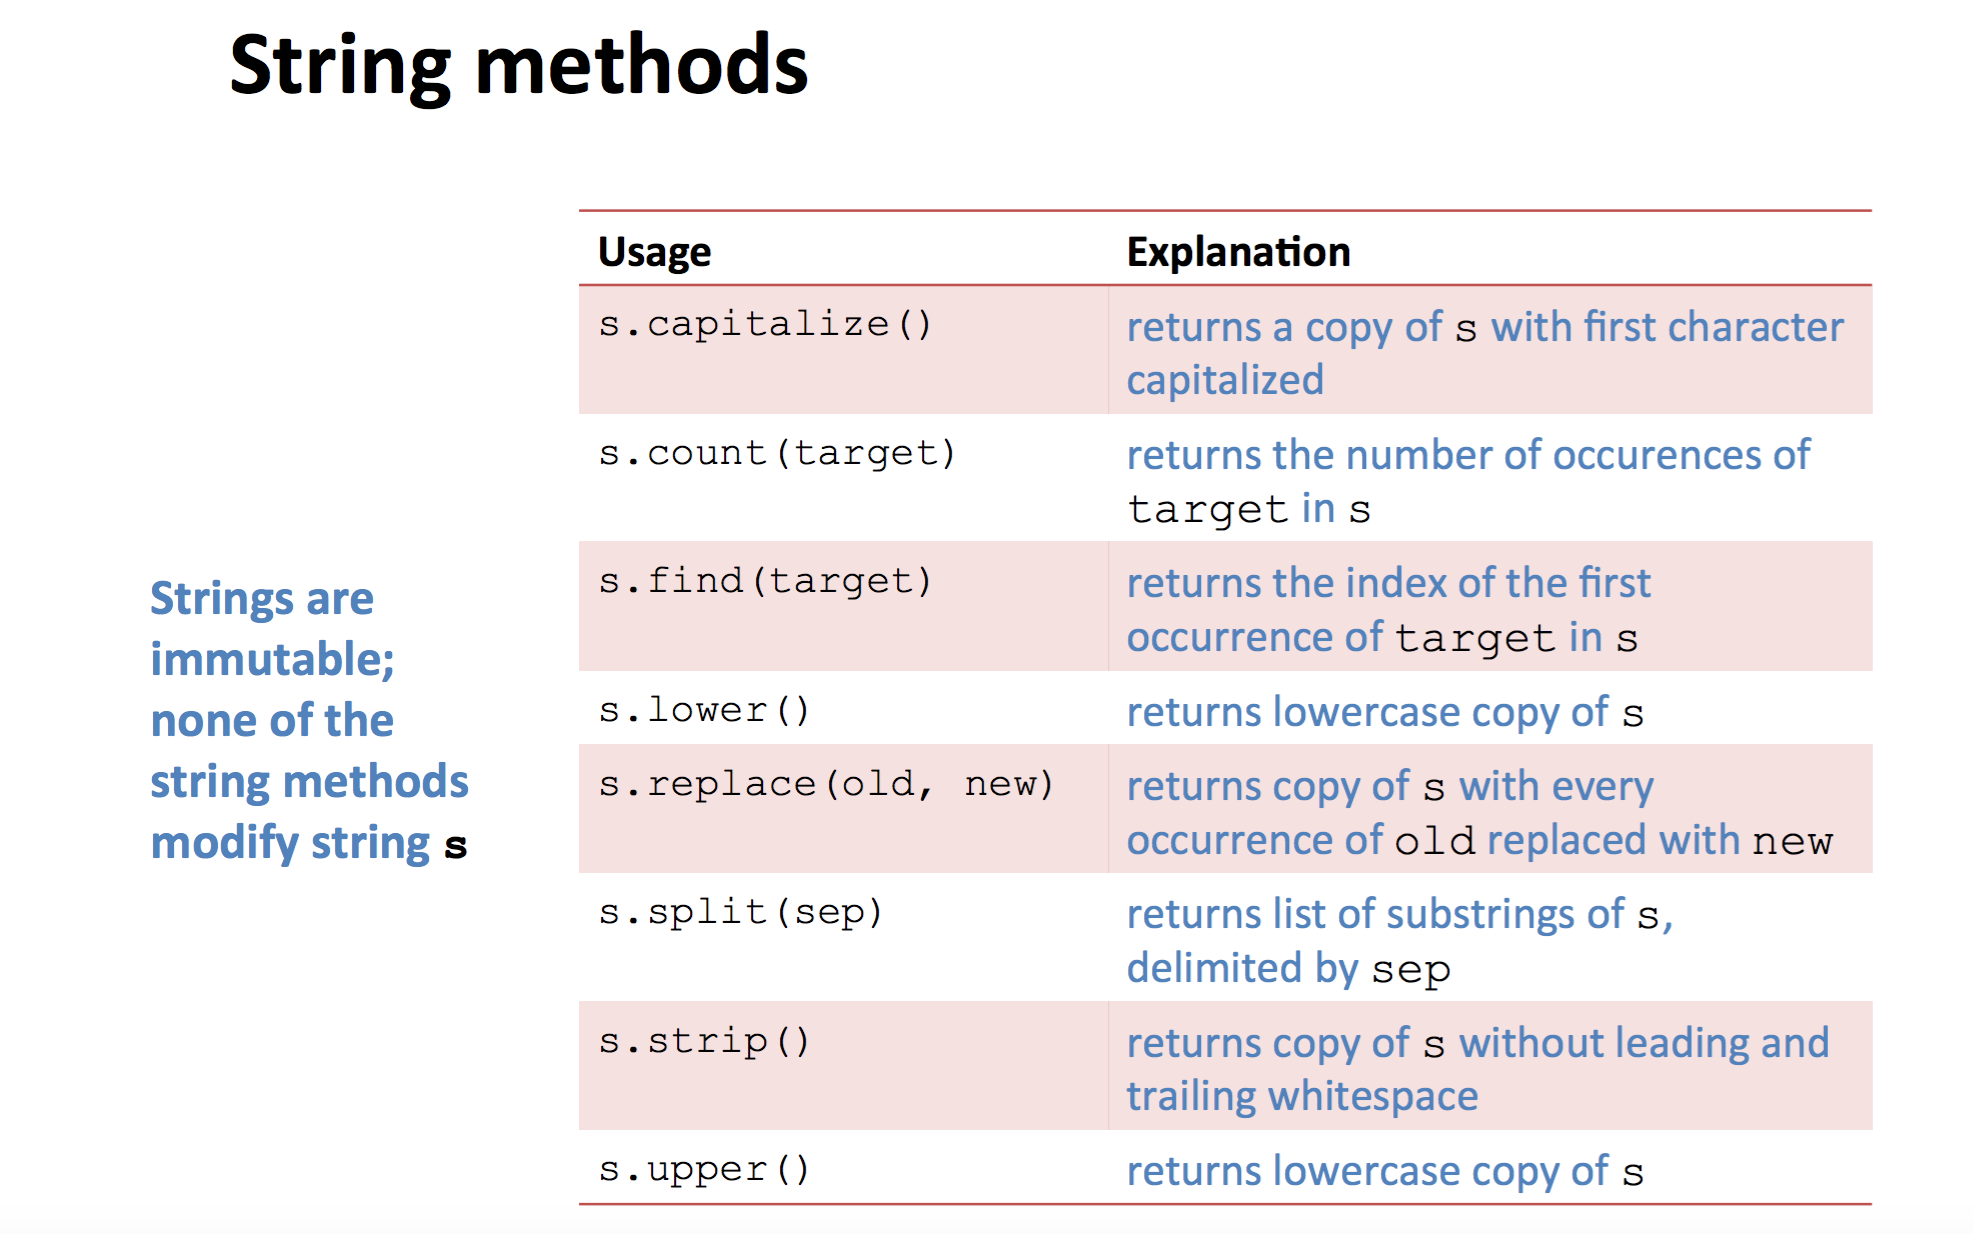 String methods
Usage Explanation
s.capitalize() returns a copy of s with first character
capitalized
s.count(target) returns the number of occurences of
target in s
s.find(target) returns the index of the first
occurrence of target in s
s.lower() returns lowercase copy of s
s.replace(old, new) returns copy of s with every
occurrence of old replaced with new
s.split(sep) returns list of substrings of s,
delimited by sep
s.strip() returns copy of s without leading and
trailing whitespace
s.upper() returns lowercase copy of s
Strings are
immutable;
none of the
string methods
modify string s